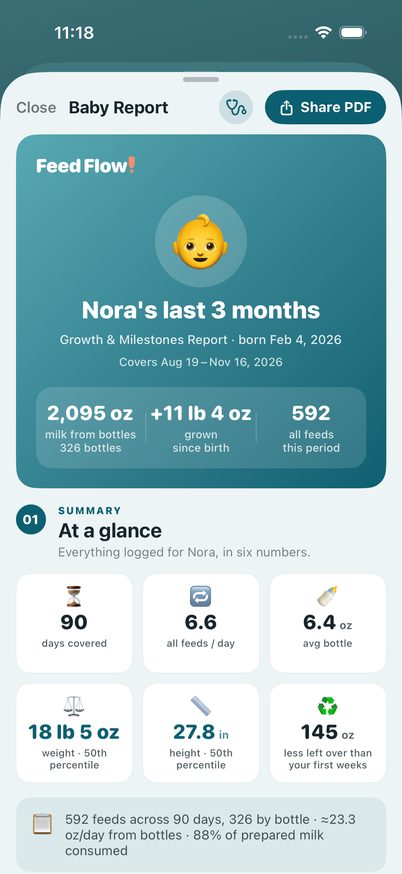 11:18
Close Baby Report Share PDF
Feed Flow!
Nora's last 3 months
Growth & Milestones Report · born Feb 4, 2026
Covers Aug 19 – Nov 16, 2026
2,095 oz +11 lb 4 oz 592
milk from bottles grown all feeds
326 bottles since birth this period
01 SUMMARY
At a glance
Everything logged for Nora, in six numbers.
90 6.6 6.4 oz
days covered all feeds / day avg bottle
18 lb 5 oz 27.8 in 145 oz
weight · 50th height · 50th less left over than
percentile percentile your first weeks
592 feeds across 90 days, 326 by bottle · ≈23.3
oz/day from bottles · 88% of prepared milk
consumed